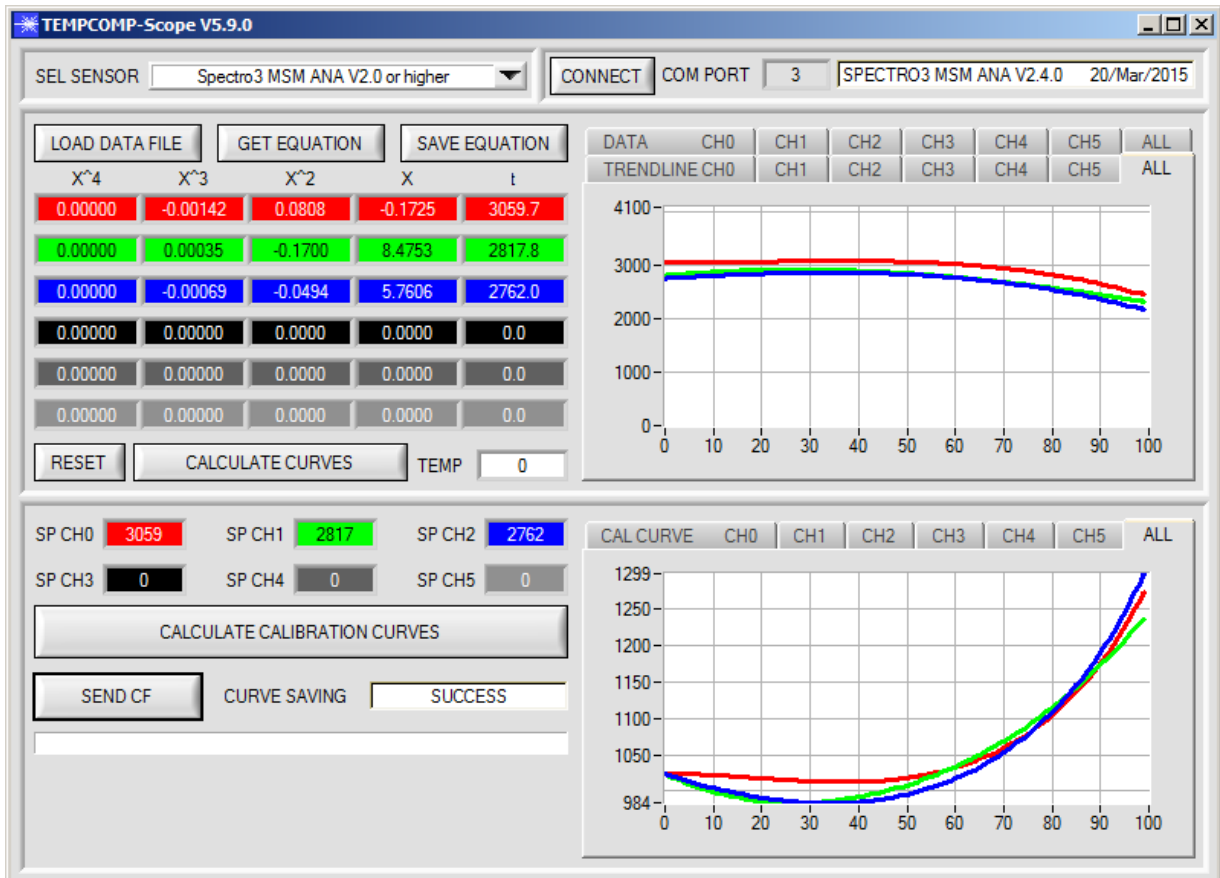 TEMPCOMP-Scope V5.9.0
SEL SENSOR Spectro3 MSM ANA V2.0 or higher CONNECT COM PORT 3 SPECTRO3 MSM ANA V2.4.0 20/Mar/2015
LOAD DATA FILE GET EQUATION SAVE EQUATION
X^4 X^3 X^2 X t
0.00000 -0.00142 0.0808 -0.1725 3059.7
0.00000 0.00035 -0.1700 8.4753 2817.8
0.00000 -0.00069 -0.0494 5.7606 2762.0
0.00000 0.00000 0.0000 0.0000 0.0
0.00000 0.00000 0.0000 0.0000 0.0
0.00000 0.00000 0.0000 0.0000 0.0
RESET CALCULATE CURVES TEMP 0
DATA CH0 CH1 CH2 CH3 CH4 CH5 ALL
TRENDLINE CH0 CH1 CH2 CH3 CH4 CH5 ALL
4100
3000
2000
1000
0
0 10 20 30 40 50 60 70 80 90 100
SP CH0 3059 SP CH1 2817 SP CH2 2762
SP CH3 0 SP CH4 0 SP CH5 0
CALCULATE CALIBRATION CURVES
SEND CF CURVE SAVING SUCCESS
CAL CURVE CH0 CH1 CH2 CH3 CH4 CH5 ALL
1299
1250
1200
1150
1100
1050
984
0 10 20 30 40 50 60 70 80 90 100